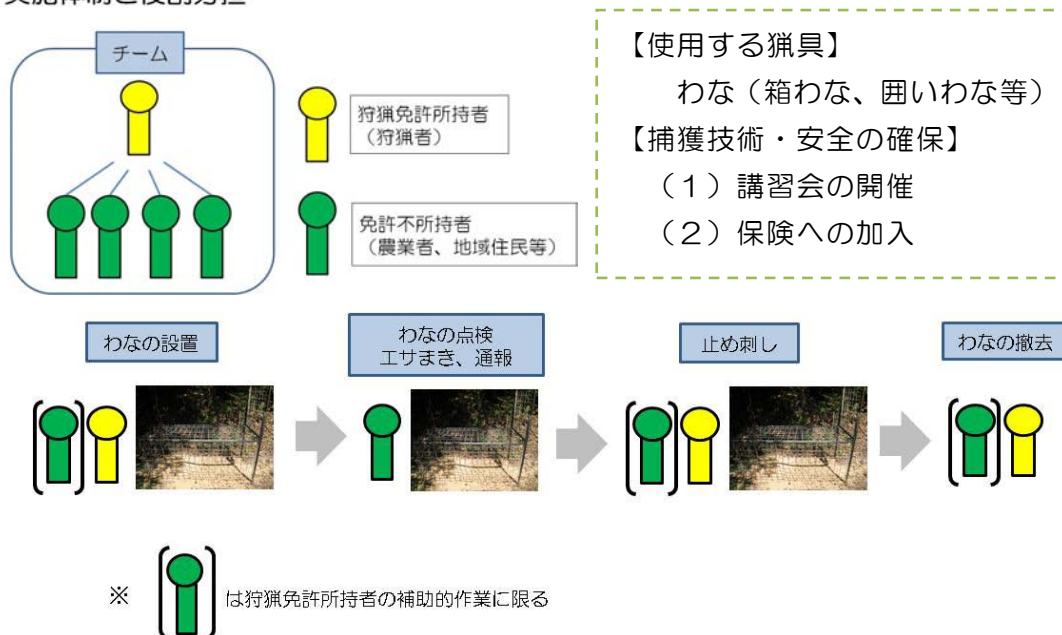 チーム
狩猟免許所持者
（狩猟者）
免許不所持者
（農業者、地域住民等）
【使用する猟具】
わな（箱わな、囲いわな等）
【捕獲技術・安全の確保】
（１）講習会の開催
（２）保険への加入
わなの設置
わなの点検
エサまき、通報
止め刺し
わなの撤去
※
は狩猟免許所持者の補助的作業に限る